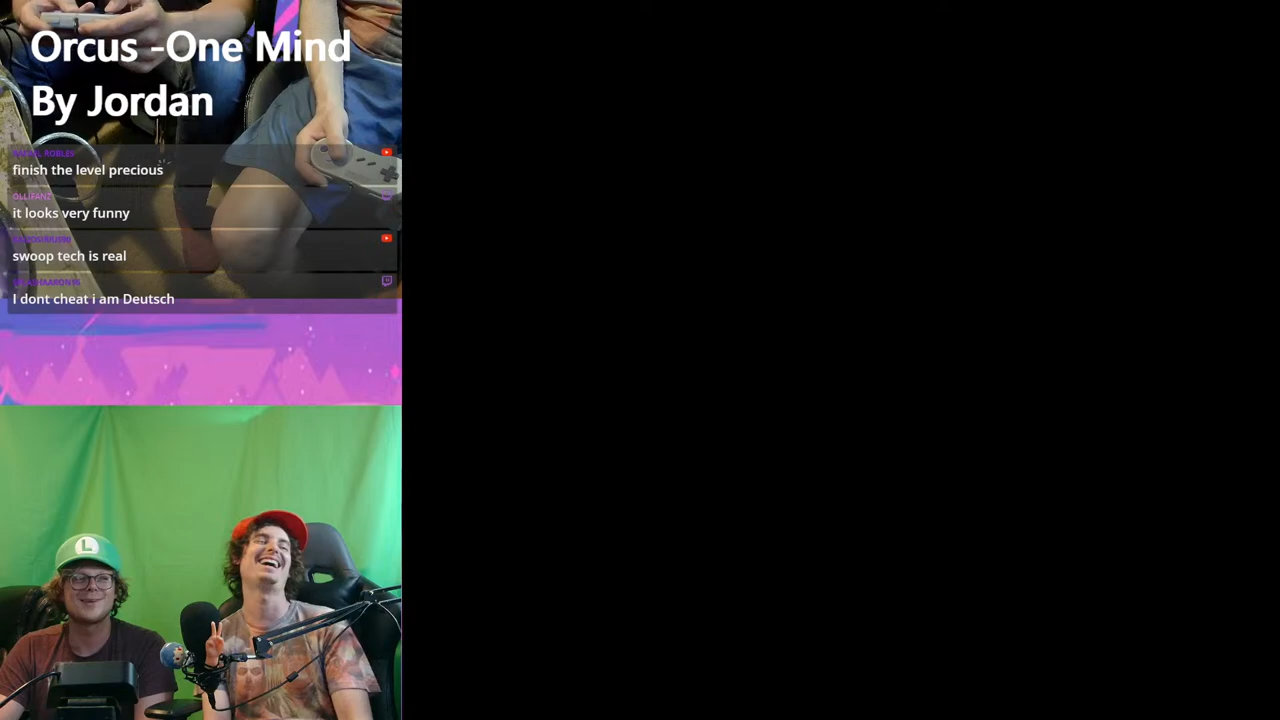 Orcus -One Mind
By Jordan
finish the level precious
OLLIFANZ
it looks very funny
swoop tech is real
I dont cheat i am Deutsch
L